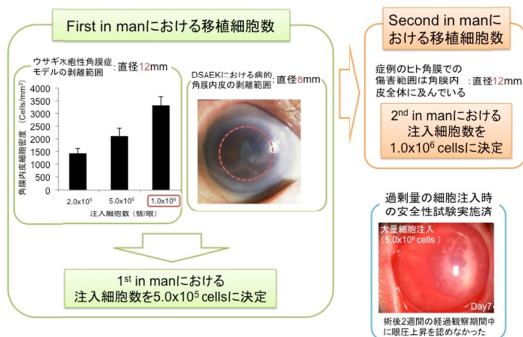 First in manにおける移植細胞数
ウサギ水疱性角膜症
モデルの剥離範囲
:直径12mm
角膜内皮細胞密度 (Cells/mm²)
4000
3500
3000
2500
2000
1500
1000
500
0
2.0x10⁵
5.0x10⁵
1.0x10⁶
注入細胞数(個/眼)
DSAEKにおける病的
角膜内皮の剥離範囲
:直径8mm
1st in manにおける
注入細胞数を5.0x10⁵ cellsに決定
Second in manに
おける移植細胞数
症例のヒト角膜での
傷害範囲は角膜内
皮全体に及んでいる
:直径12mm
2nd in manにおける
注入細胞数を
1.0x10⁶ cellsに決定
過剰量の細胞注入時
の安全性試験実施済
大量細胞注入
(5.0x10⁶ cells)
Day7
術後2週間の経過観察期間中
に眼圧上昇を認めなかった